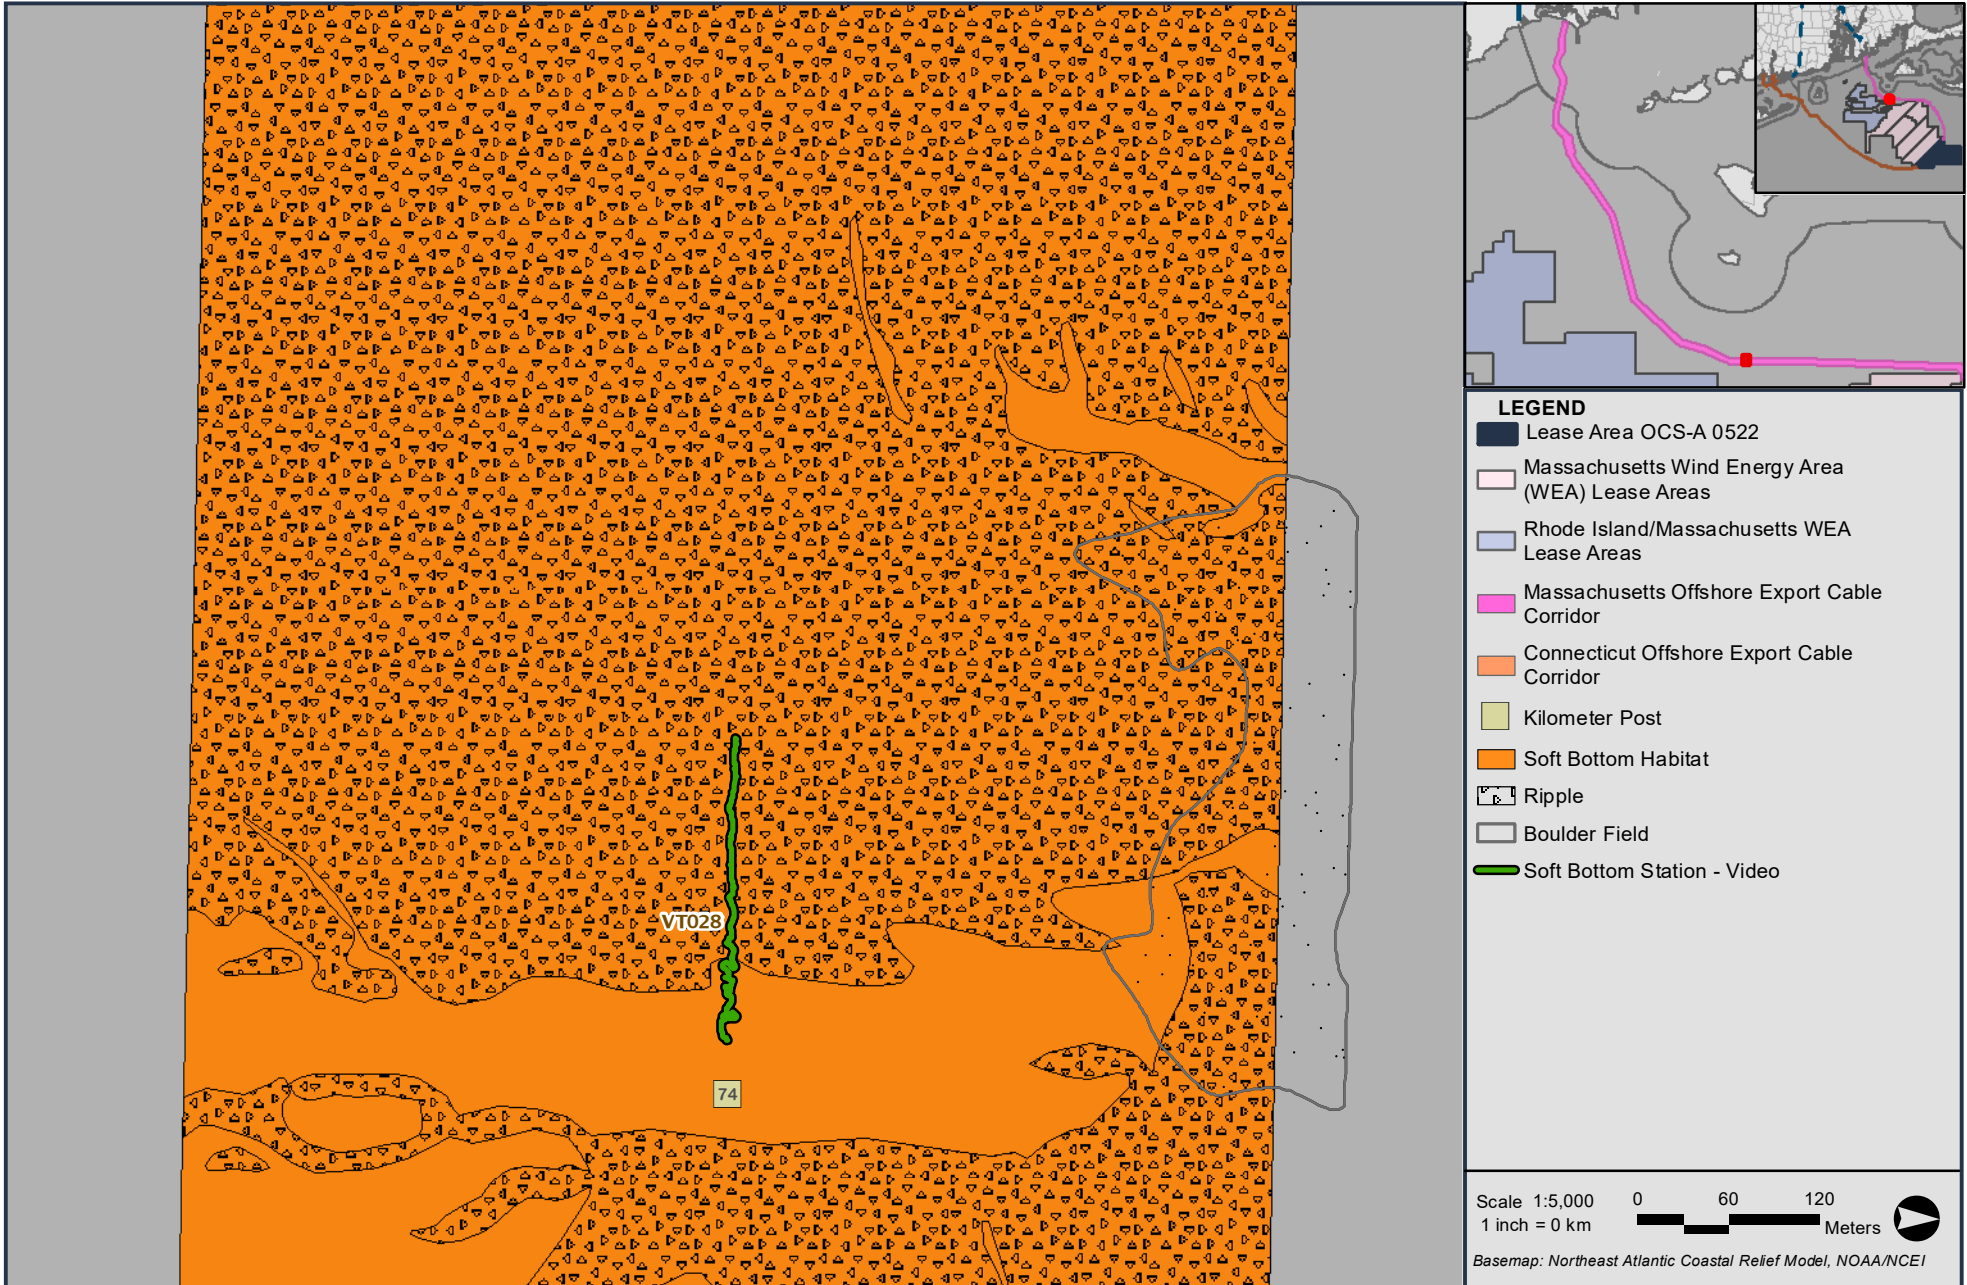 VT028
74
LEGEND
Lease Area OCS-A 0522
Massachusetts Wind Energy Area
(WEA) Lease Areas
Rhode Island/Massachusetts WEA
Lease Areas
Massachusetts Offshore Export Cable
Corridor
Connecticut Offshore Export Cable
Corridor
Kilometer Post
Soft Bottom Habitat
Ripple
Boulder Field
Soft Bottom Station - Video
Scale 1:5,000
1 inch = 0 km
0 60 120
Meters
Basemap: Northeast Atlantic Coastal Relief Model, NOAA/NCEI